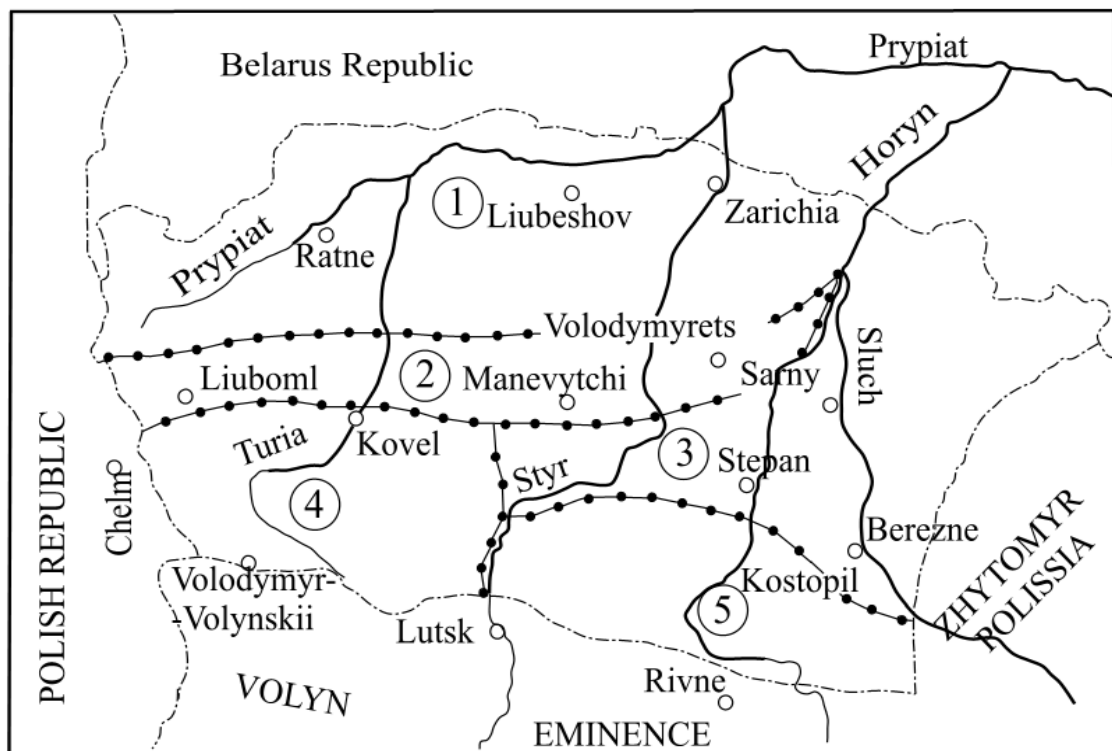 Belarus Republic
Prypiat
Horyn
1
Liubeshov
Zarichia
Prypiat
Ratne
Volodymyrets
Liuboml
2
Manevytchi
Sarny
Sluch
Turia
Kovel
3
Stepan
Styr
POLISH REPUBLIC
Chelm
4
Berezne
Volodymyr-
-Volynskii
Kostopil
5
ZHYTOMYR
POLISSIA
Lutsk
Rivne
VOLYN
EMINENCE